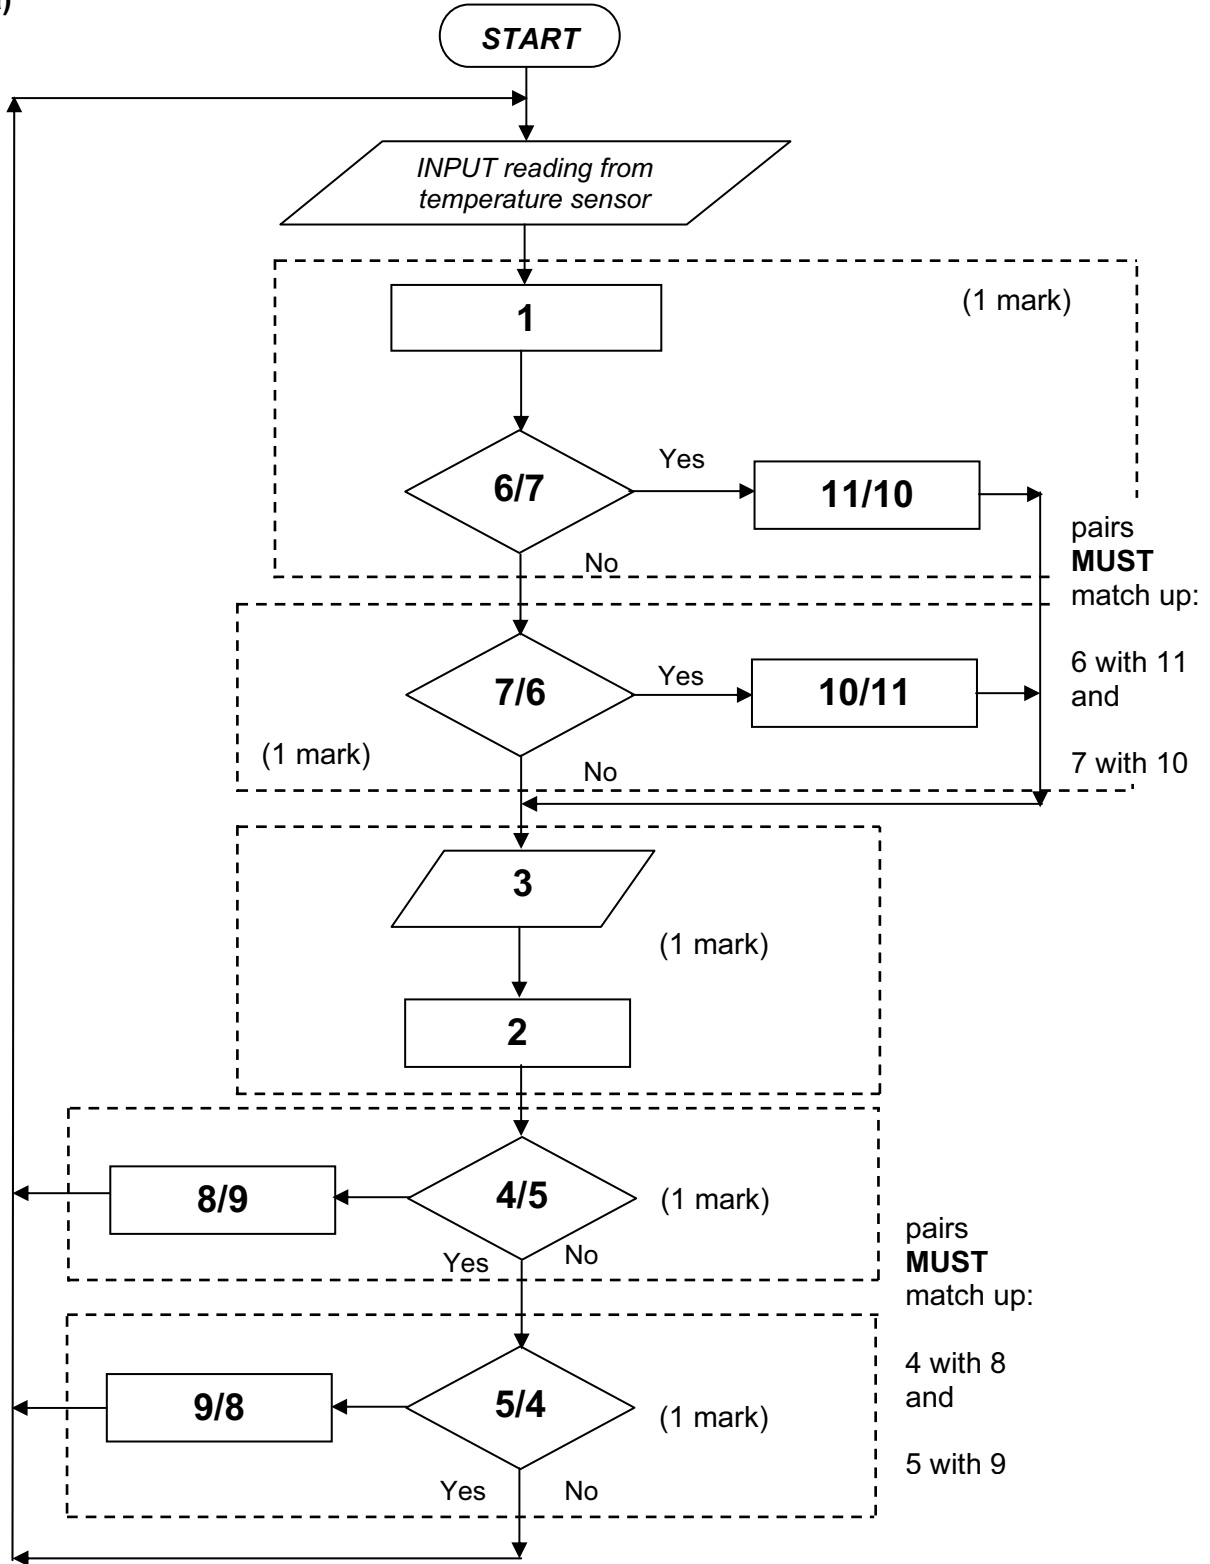 )
START
INPUT reading from
temperature sensor
1
(1 mark)
6/7
Yes
11/10
No
pairs
MUST
match up:
6 with 11
and
7 with 10
7/6
Yes
10/11
(1 mark)
No
3
(1 mark)
2
8/9
4/5
(1 mark)
Yes
No
pairs
MUST
match up:
4 with 8
and
5 with 9
9/8
5/4
(1 mark)
Yes
No